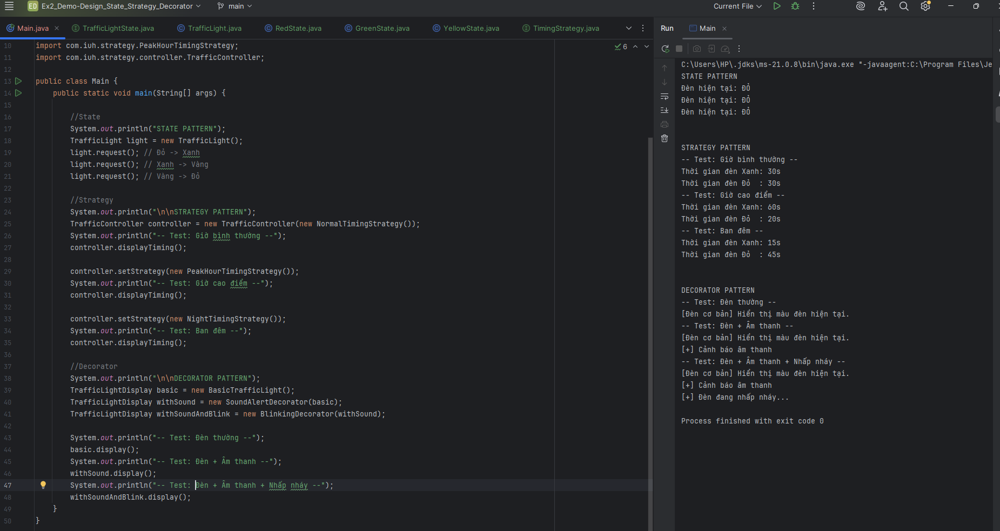 ED Ex2_Demo-Design_State_Strategy_Decorator main Current File
Main.java TrafficLightState.java TrafficLight.java RedState.java GreenState.java YellowState.java TimingStrategy.java
Run Main
6
10 import com.iuh.strategy.PeakHourTimingStrategy;
11 import com.iuh.strategy.controller.TrafficController;
12
13 public class Main {
14 public static void main(String[] args) {
15
16 //State
17 System.out.println("STATE PATTERN");
18 TrafficLight light = new TrafficLight();
19 light.request(); // Đỏ -> Xanh
20 light.request(); // Xanh -> Vàng
21 light.request(); // Vàng -> Đỏ
22
23 //Strategy
24 System.out.println("\n\nSTRATEGY PATTERN");
25 TrafficController controller = new TrafficController(new NormalTimingStrategy());
26 System.out.println("-- Test: Giờ bình thường --");
27 controller.displayTiming();
28
29 controller.setStrategy(new PeakHourTimingStrategy());
30 System.out.println("-- Test: Giờ cao điểm --");
31 controller.displayTiming();
32
33 controller.setStrategy(new NightTimingStrategy());
34 System.out.println("-- Test: Ban đêm --");
35 controller.displayTiming();
36
37 //Decorator
38 System.out.println("\n\nDECORATOR PATTERN");
39 TrafficLightDisplay basic = new BasicTrafficLight();
40 TrafficLightDisplay withSound = new SoundAlertDecorator(basic);
41 TrafficLightDisplay withSoundAndBlink = new BlinkingDecorator(withSound);
42
43 System.out.println("-- Test: Đèn thường --");
44 basic.display();
45 System.out.println("-- Test: Đèn + Âm thanh --");
46 withSound.display();
47 System.out.println("-- Test: Đèn + Âm thanh + Nhấp nháy --");
48 withSoundAndBlink.display();
49 }
50 }
C:\Users\HP\.jdks\ms-21.0.8\bin\java.exe "-javaagent:C:\Program Files\Je
STATE PATTERN
Đèn hiện tại: ĐỎ
Đèn hiện tại: ĐỎ
Đèn hiện tại: ĐỎ
STRATEGY PATTERN
-- Test: Giờ bình thường --
Thời gian đèn Xanh: 30s
Thời gian đèn Đỏ  : 30s
-- Test: Giờ cao điểm --
Thời gian đèn Xanh: 60s
Thời gian đèn Đỏ  : 20s
-- Test: Ban đêm --
Thời gian đèn Xanh: 15s
Thời gian đèn Đỏ  : 45s
DECORATOR PATTERN
-- Test: Đèn thường --
[Đèn cơ bản] Hiển thị màu đèn hiện tại.
-- Test: Đèn + Âm thanh --
[Đèn cơ bản] Hiển thị màu đèn hiện tại.
[+] Cảnh báo âm thanh
-- Test: Đèn + Âm thanh + Nhấp nháy --
[Đèn cơ bản] Hiển thị màu đèn hiện tại.
[+] Cảnh báo âm thanh
[+] Đèn đang nhấp nháy...
Process finished with exit code 0